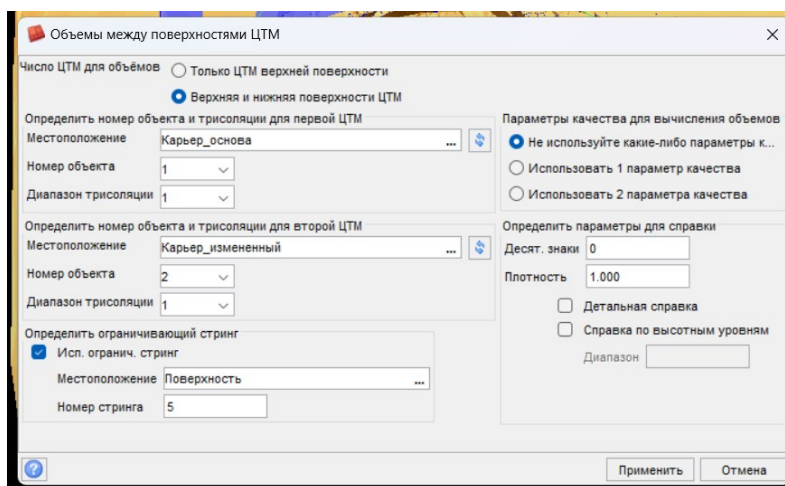 Объемы между поверхностями ЦТМ
Число ЦТМ для объёмов
Только ЦТМ верхней поверхности
Верхняя и нижняя поверхности ЦТМ
Определить номер объекта и трисоляции для первой ЦТМ
Местоположение Карьер_основа ...
Номер объекта 1
Диапазон трисоляции 1
Параметры качества для вычисления объемов
Не используйте какие-либо параметры к...
Использовать 1 параметр качества
Использовать 2 параметра качества
Определить номер объекта и трисоляции для второй ЦТМ
Местоположение Карьер_измененный ...
Номер объекта 2
Диапазон трисоляции 1
Определить параметры для справки
Десят. знаки 0
Плотность 1.000
Детальная справка
Справка по высотным уровням
Диапазон
Определить ограничивающий стринг
Исп. огранич. стринг
Местоположение Поверхность ...
Номер стринга 5
?
Применить
Отмена